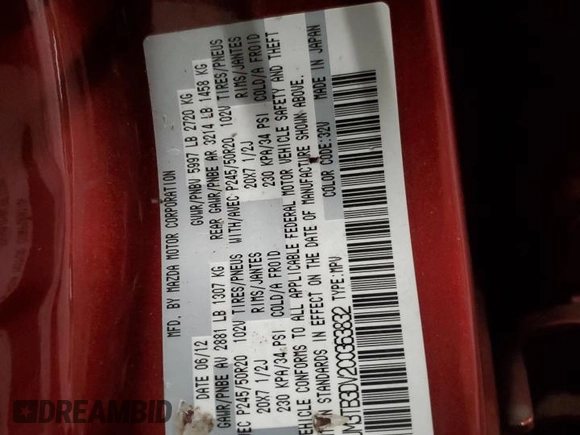 MFD. BY MAZDA MOTOR CORPORATION
DATE 06/12 GVWR/PNBV 5997 LB 2720 KG
GAWR/PNBE AV 2881 LB 1307 KG REAR GAWR/PNBE AR 3214 LB 1458 KG
P245/50R20 102V TIRES/PNEUS WITH/AVEC P245/50R20 102V TIRES/PNEUS
20X7 1/2J RIMS/JANTES 20X7 1/2J RIMS/JANTES
230 KPA/34 PSI COLD/A FROID 230 KPA/34 PSI COLD/A FROID
CONFORMS TO ALL APPLICABLE FEDERAL MOTOR VEHICLE SAFETY AND THEFT
STANDARDS IN EFFECT ON THE DATE OF MANUFACTURE SHOWN ABOVE.
TYPE: MPV COLOR CODE: 32V MADE IN JAPAN
DREAMBID